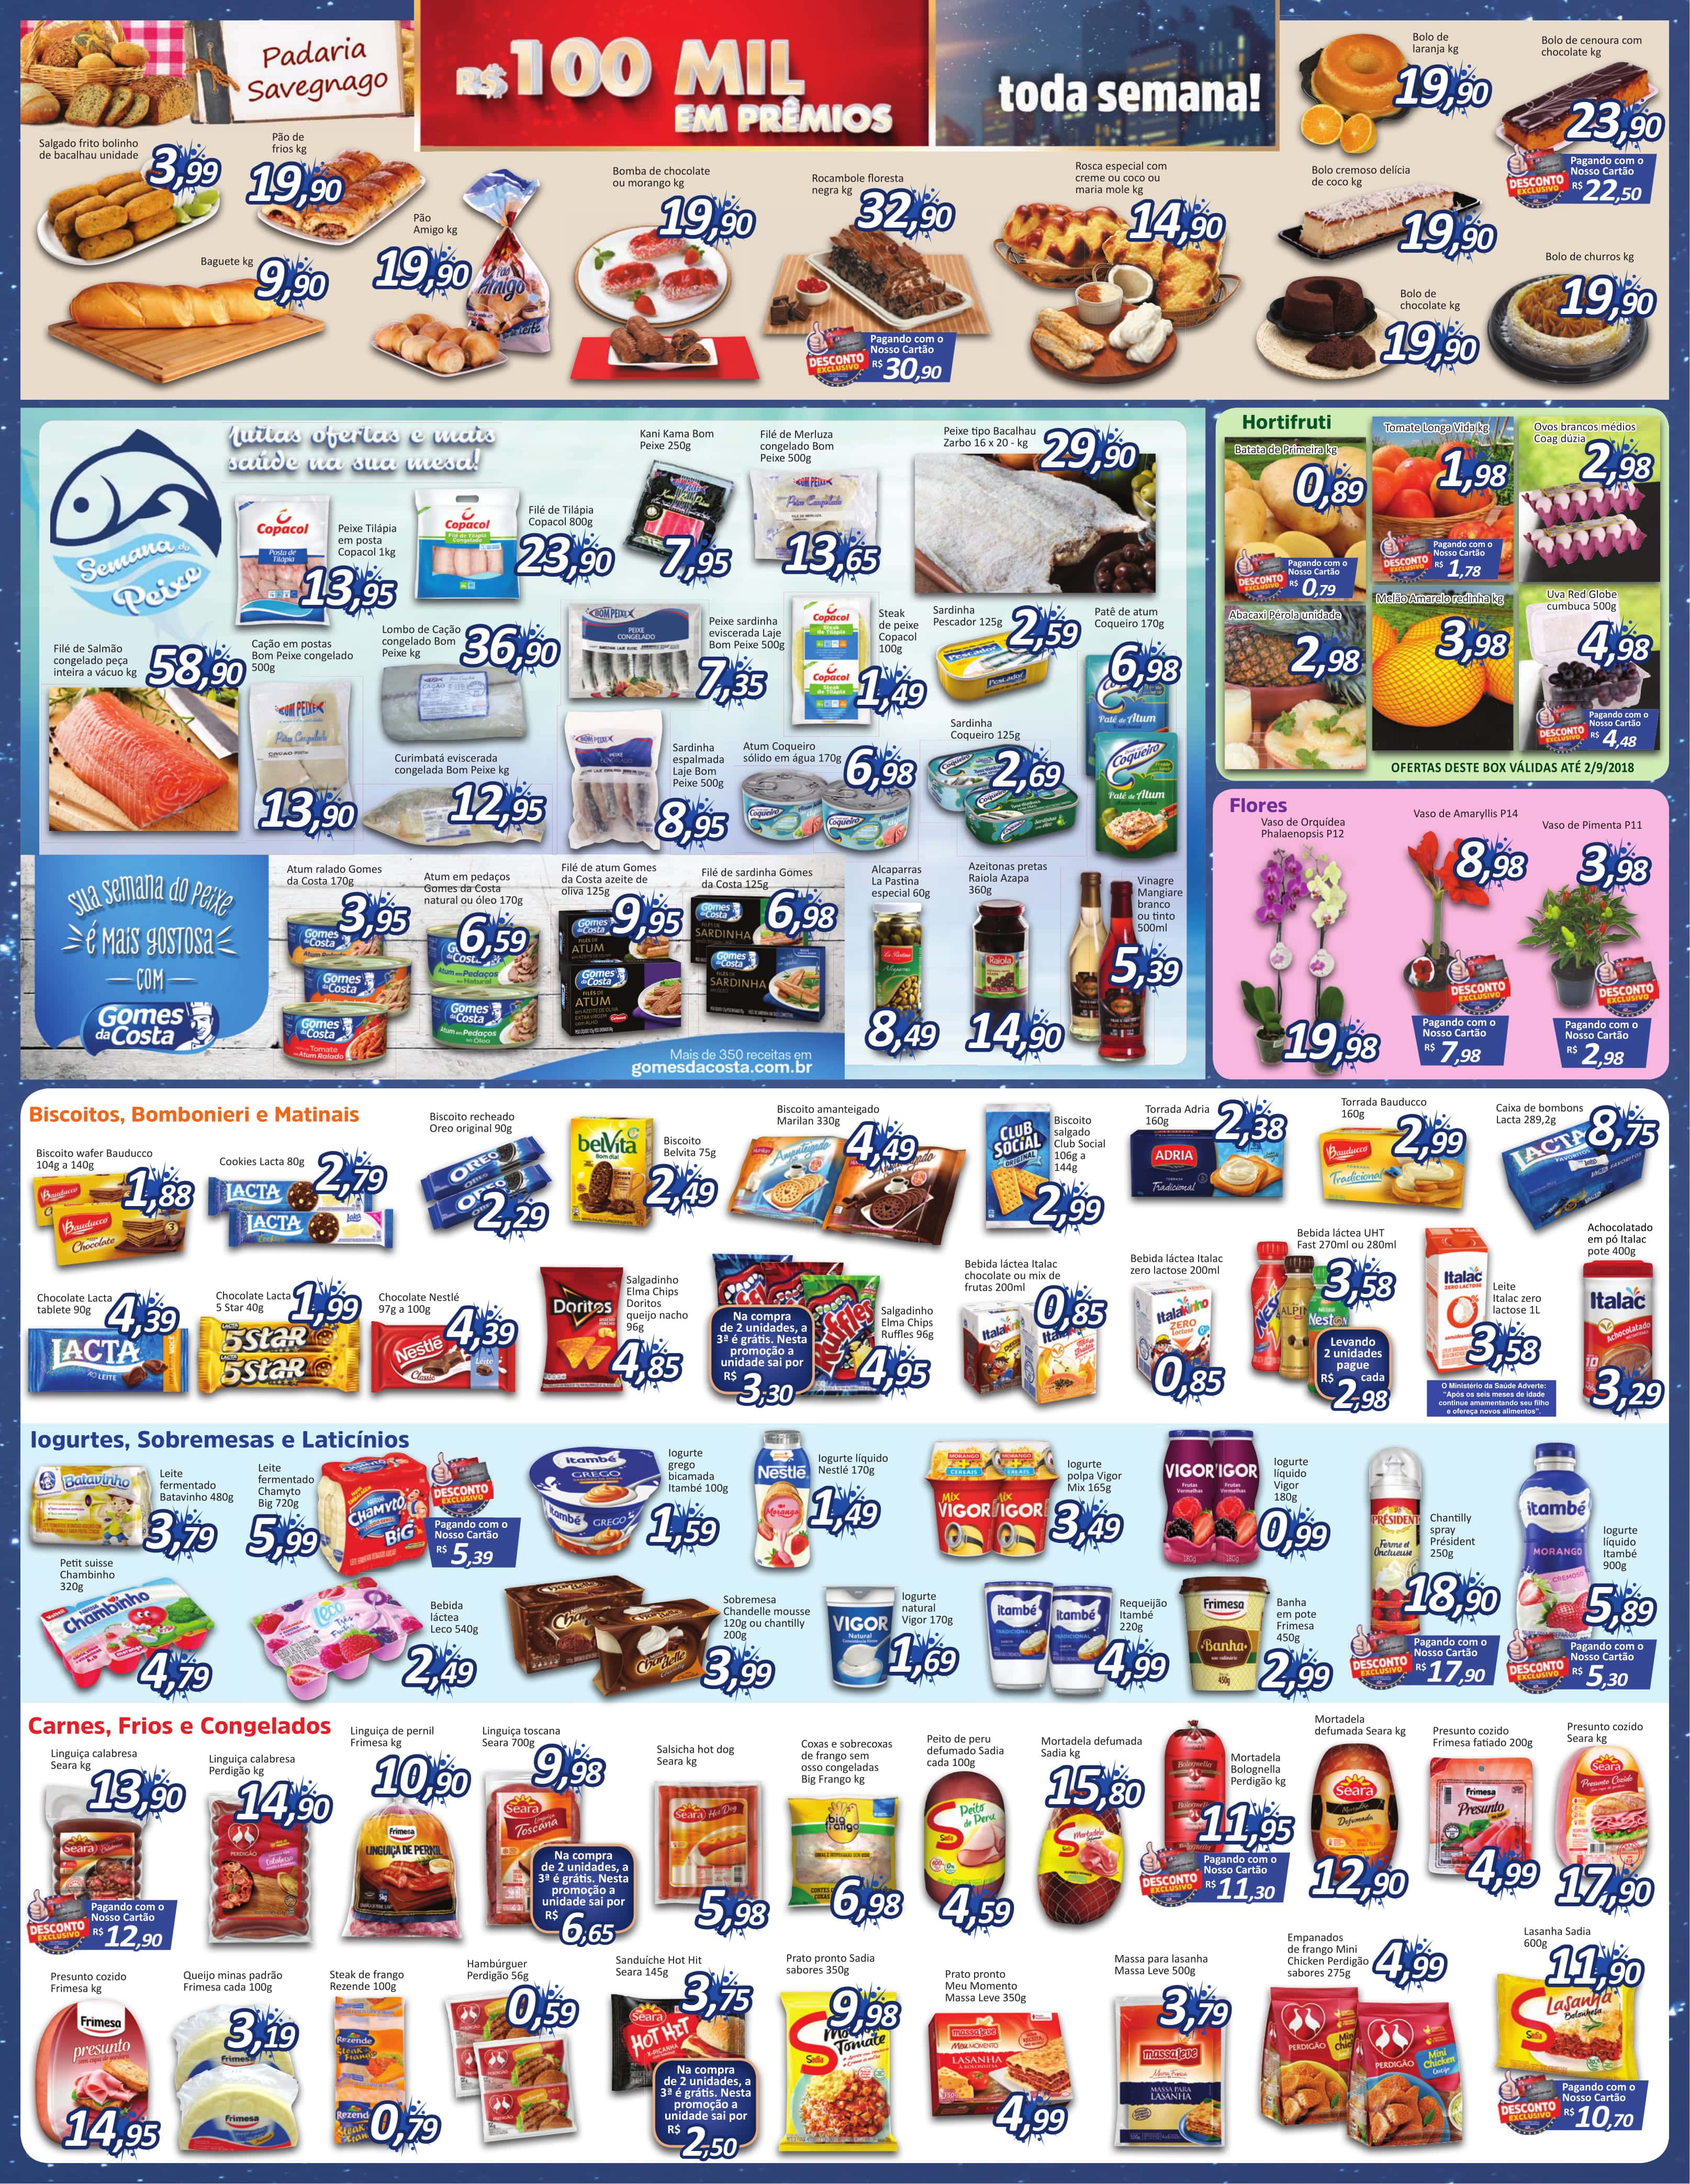 Padaria
Savegnago
R$100 MIL
EM PRÊMIOS
toda semana!
Salgado frito bolinho
de bacalhau unidade
3,99
Pão de
frios kg
19,90
Baguete kg
9,90
Pão
Amigo kg
19,90
Bomba de chocolate
ou morango kg
19,90
Rocambole floresta
negra kg
32,90
DESCONTO
EXCLUSIVO
Pagando com o
Nosso Cartão
R$ 30,90
Rosca especial com
creme ou coco ou
maria mole kg
14,90
Bolo de
laranja kg
19,90
Bolo de cenoura com
chocolate kg
23,90
DESCONTO
EXCLUSIVO
Pagando com o
Nosso Cartão
R$ 22,50
Bolo cremoso delícia
de coco kg
19,90
Bolo de
chocolate kg
19,90
Bolo de churros kg
19,90
saúde na sua mesa!
Semana do
Peixe
Peixe Tilápia
em posta
Copacol 1kg
13,95
Filé de Tilápia
Copacol 800g
23,90
Kani Kama Bom
Peixe 250g
7,95
Filé de Merluza
congelado Bom
Peixe 500g
13,65
Peixe tipo Bacalhau
Zarbo 16 x 20 - kg
29,90
Filé de Salmão
congelado peça
inteira a vácuo kg
58,90
Cação em postas
Bom Peixe congelado
500g
13,90
Lombo de Cação
congelado Bom
Peixe kg
36,90
Curimbatá eviscerada
congelada Bom Peixe kg
12,95
Peixe sardinha
eviscerada Laje
Bom Peixe 500g
7,35
Sardinha
espalmada
Laje Bom
Peixe 500g
8,95
Steak
de peixe
Copacol
100g
1,49
Sardinha
Pescador 125g
2,59
Patê de atum
Coqueiro 170g
6,98
Atum Coqueiro
sólido em água 170g
6,98
Sardinha
Coqueiro 125g
2,69
Sua semana do peixe
é mais gostosa
com
Gomes
da Costa
Atum ralado Gomes
da Costa 170g
3,95
Atum em pedaços
Gomes da Costa
natural ou óleo 170g
6,59
Filé de atum Gomes
da Costa azeite de
oliva 125g
9,95
Filé de sardinha Gomes
da Costa 125g
6,98
Mais de 350 receitas em
gomesdacosta.com.br
Alcaparras
La Pastina
especial 60g
8,49
Azeitonas pretas
Raiola Azapa
360g
14,90
Vinagre
Mangiare
branco
ou tinto
500ml
5,39
Hortifruti
Batata de Primeira kg
0,89
DESCONTO
EXCLUSIVO
Pagando com o
Nosso Cartão
R$ 0,79
Tomate Longa Vida kg
1,98
DESCONTO
EXCLUSIVO
Pagando com o
Nosso Cartão
R$ 1,78
Ovos brancos médios
Coag dúzia
2,98
Abacaxi Pérola unidade
2,98
Melão Amarelo redinha kg
3,98
Uva Red Globe
cumbuca 500g
4,98
DESCONTO
EXCLUSIVO
Pagando com o
Nosso Cartão
R$ 4,48
OFERTAS DESTE BOX VÁLIDAS ATÉ 2/9/2018
Flores
Vaso de Orquídea
Phalaenopsis P12
19,98
Vaso de Amaryllis P14
8,98
DESCONTO
EXCLUSIVO
Pagando com o
Nosso Cartão
R$ 7,98
Vaso de Pimenta P11
3,98
DESCONTO
EXCLUSIVO
Pagando com o
Nosso Cartão
R$ 2,98
Biscoitos, Bombonieri e Matinais
Biscoito wafer Bauducco
104g a 140g
1,88
Cookies Lacta 80g
2,79
Biscoito recheado
Oreo original 90g
2,29
Biscoito
Belvita 75g
2,49
Biscoito amanteigado
Marilan 330g
4,49
Biscoito
salgado
Club Social
106g a
144g
2,99
Torrada Adria
160g
2,38
Torrada Bauducco
160g
2,99
Caixa de bombons
Lacta 289,2g
8,75
Chocolate Lacta
tablete 90g
4,39
Chocolate Lacta
5 Star 40g
1,99
Chocolate Nestlé
97g a 100g
4,39
Salgadinho
Elma Chips
Doritos
queijo nacho
96g
4,85
Na compra
de 2 unidades, a
3ª é grátis. Nesta
promoção a
unidade sai por
R$ 3,30
Salgadinho
Elma Chips
Ruffles 96g
4,95
Bebida láctea Italac
chocolate ou mix de
frutas 200ml
0,85
Bebida láctea Italac
zero lactose 200ml
0,85
Bebida láctea UHT
Fast 270ml ou 280ml
3,58
Levando
2 unidades
pague
R$ cada
2,98
Leite
Italac zero
lactose 1L
3,58
O Ministério da Saúde Adverte:
"Após os seis meses de idade
continue amamentando seu filho
e ofereça novos alimentos".
Achocolatado
em pó Italac
pote 400g
3,29
Iogurtes, Sobremesas e Laticínios
Leite
fermentado
Batavinho 480g
3,79
Leite
fermentado
Chamyto
Big 720g
5,99
DESCONTO
EXCLUSIVO
Pagando com o
Nosso Cartão
R$ 5,39
Iogurte
grego
bicamada
Itambé 100g
1,59
Iogurte líquido
Nestlé 170g
1,49
Iogurte
polpa Vigor
Mix 165g
3,49
Iogurte
líquido
Vigor
180g
0,99
Chantilly
spray
Président
250g
18,90
DESCONTO
EXCLUSIVO
Pagando com o
Nosso Cartão
R$ 17,90
Iogurte
líquido
Itambé
900g
5,89
DESCONTO
EXCLUSIVO
Pagando com o
Nosso Cartão
R$ 5,30
Petit suisse
Chambinho
320g
4,79
Bebida
láctea
Leco 540g
2,49
Sobremesa
Chandelle mousse
120g ou chantilly
200g
3,99
Iogurte
natural
Vigor 170g
1,69
Requeijão
Itambé
220g
4,99
Banha
em pote
Frimesa
450g
2,99
Carnes, Frios e Congelados
Linguiça calabresa
Seara kg
13,90
DESCONTO
EXCLUSIVO
Pagando com o
Nosso Cartão
R$ 12,90
Linguiça calabresa
Perdigão kg
14,90
Linguiça de pernil
Frimesa kg
10,90
Linguiça toscana
Seara 700g
9,98
Na compra
de 2 unidades, a
3ª é grátis. Nesta
promoção a
unidade sai por
R$ 6,65
Salsicha hot dog
Seara kg
5,98
Coxas e sobrecoxas
de frango sem
osso congeladas
Big Frango kg
6,98
Peito de peru
defumado Sadia
cada 100g
4,59
Mortadela defumada
Sadia kg
15,80
Mortadela
Bolognella
Perdigão kg
11,95
DESCONTO
EXCLUSIVO
Pagando com o
Nosso Cartão
R$ 11,30
Mortadela
defumada Seara kg
12,90
Presunto cozido
Frimesa fatiado 200g
4,99
Presunto cozido
Seara kg
17,90
Presunto cozido
Frimesa kg
14,95
Queijo minas padrão
Frimesa cada 100g
3,19
Steak de frango
Rezende 100g
0,79
Hambúrguer
Perdigão 56g
0,59
Sanduíche Hot Hit
Seara 145g
3,75
Na compra
de 2 unidades, a
3ª é grátis. Nesta
promoção a
unidade sai por
R$ 2,50
Prato pronto Sadia
sabores 350g
9,98
Prato pronto
Meu Momento
Massa Leve 350g
4,99
Massa para lasanha
Massa Leve 500g
3,79
Empanados
de frango Mini
Chicken Perdigão
sabores 275g
4,99
Lasanha Sadia
600g
11,90
DESCONTO
EXCLUSIVO
Pagando com o
Nosso Cartão
R$ 10,70